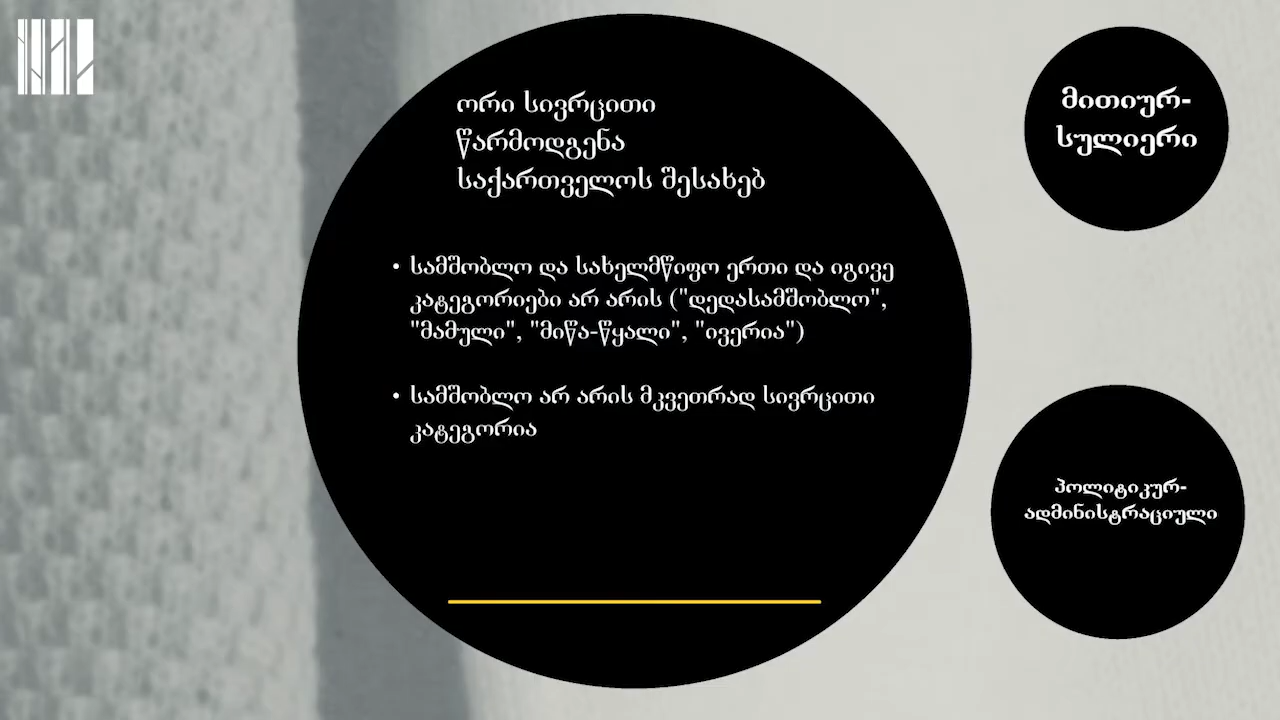 ორი სივრცითი
წარმოდგენა
საქართველოს შესახებ
• სამშობლო და სახელმწიფო ერთი და იგივე
კატეგორიები არ არის ("დედასამშობლო",
"მამული", "მიწა-წყალი", "ივერია")
• სამშობლო არ არის მკვეთრად სივრცითი
კატეგორია
მითიურ-
სულიერი
პოლიტიკურ-
ადმინისტრაციული